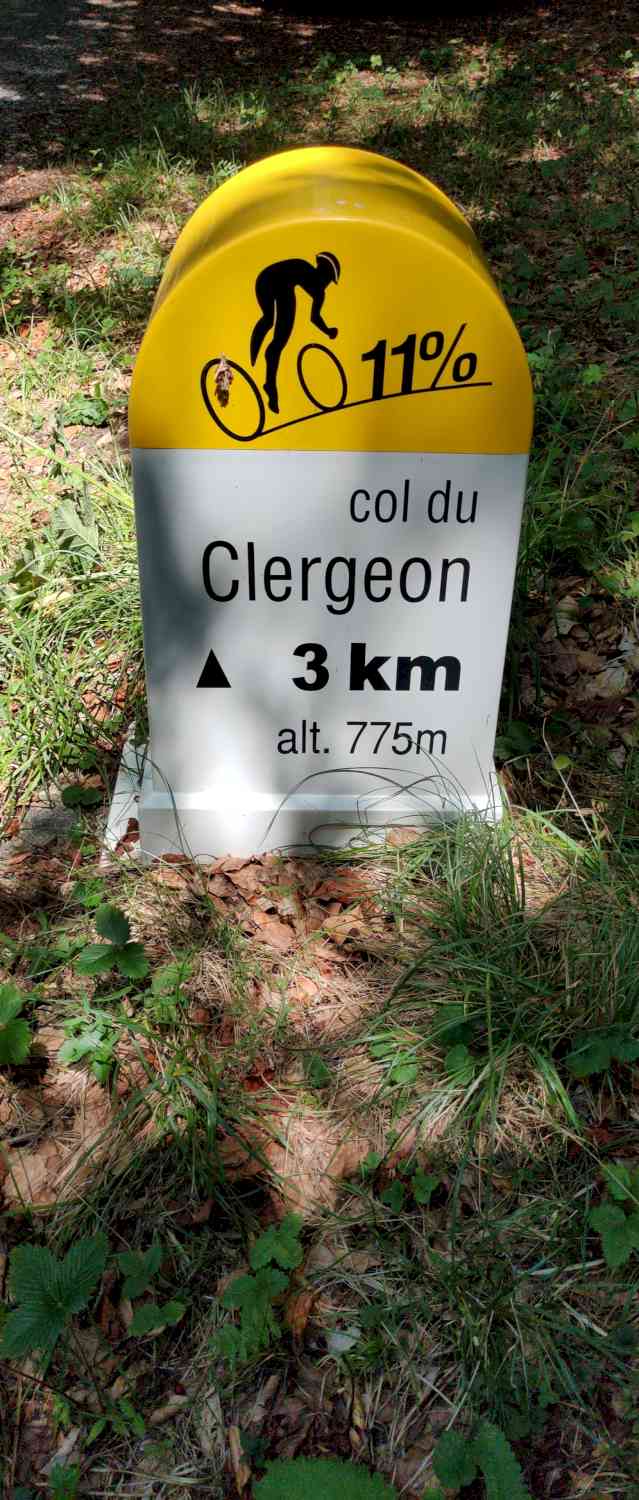 11%
col du
Clergeon
▲ 3 km
alt. 775m